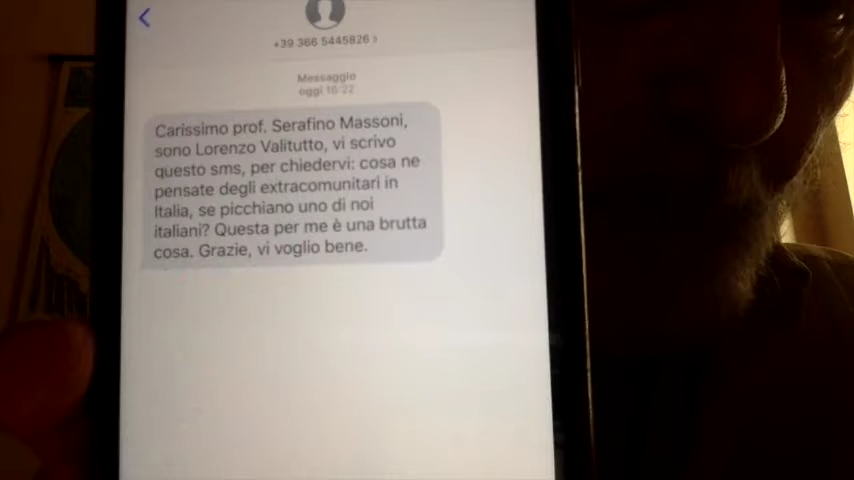 +39 366 5445826 >
Messaggio
oggi 16:22
Carissimo prof. Serafino Massoni,
sono Lorenzo Valitutto, vi scrivo
questo sms, per chiedervi: cosa ne
pensate degli extracomunitari in
Italia, se picchiano uno di noi
italiani? Questa per me è una brutta
cosa. Grazie, vi voglio bene.